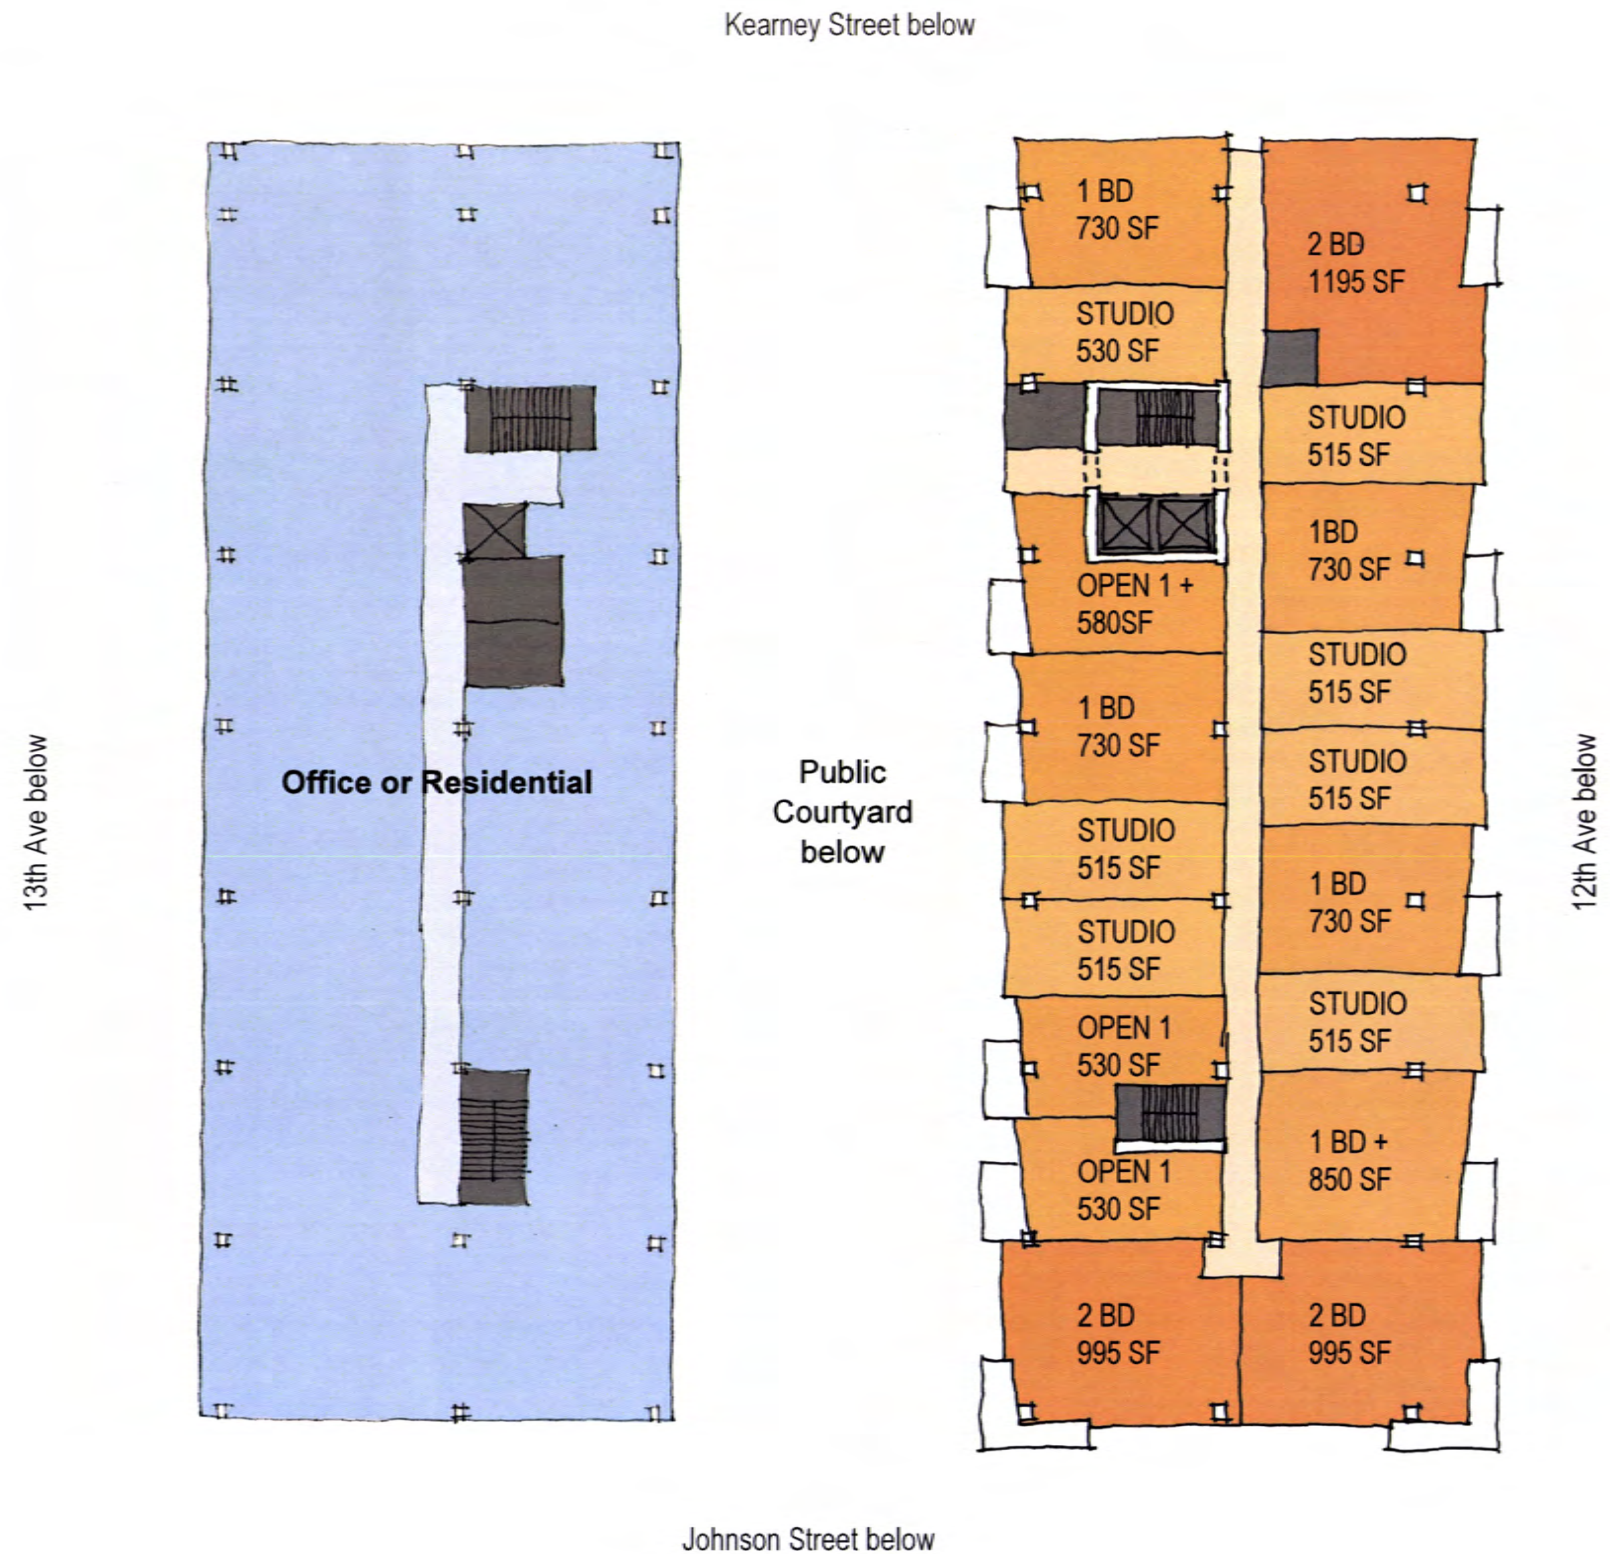 Kearney Street below
13th Ave below
Office or Residential
Public
Courtyard
below
1 BD
730 SF
STUDIO
530 SF
OPEN 1 +
580SF
1 BD
730 SF
STUDIO
515 SF
STUDIO
515 SF
OPEN 1
530 SF
OPEN 1
530 SF
2 BD
995 SF
2 BD
1195 SF
STUDIO
515 SF
1BD
730 SF
STUDIO
515 SF
STUDIO
515 SF
1 BD
730 SF
STUDIO
515 SF
1 BD +
850 SF
2 BD
995 SF
12th Ave below
Johnson Street below